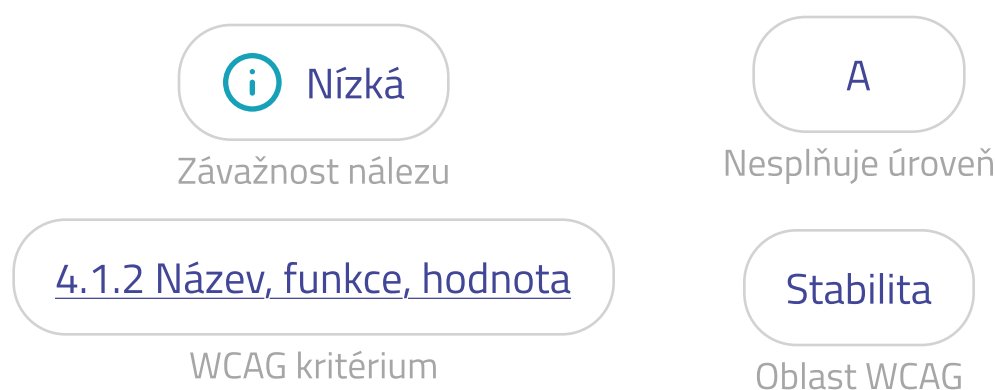 Nízká
Závažnost nálezu
A
Nesplňuje úroveň
4.1.2 Název, funkce, hodnota
WCAG kritérium
Stabilita
Oblast WCAG